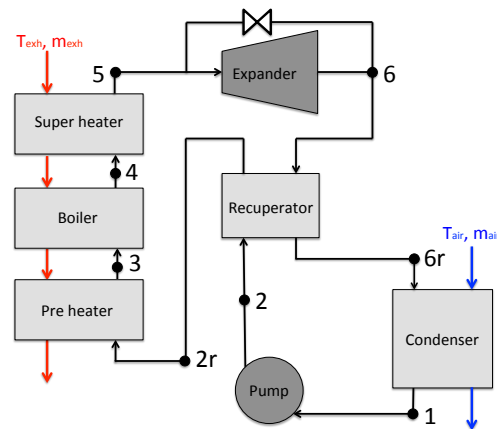 Texh, mexh
5
Expander
6
Super heater
4
Recuperator
Boiler
Tair, mair
3
6r
2
Pre heater
Condenser
2r
Pump
1